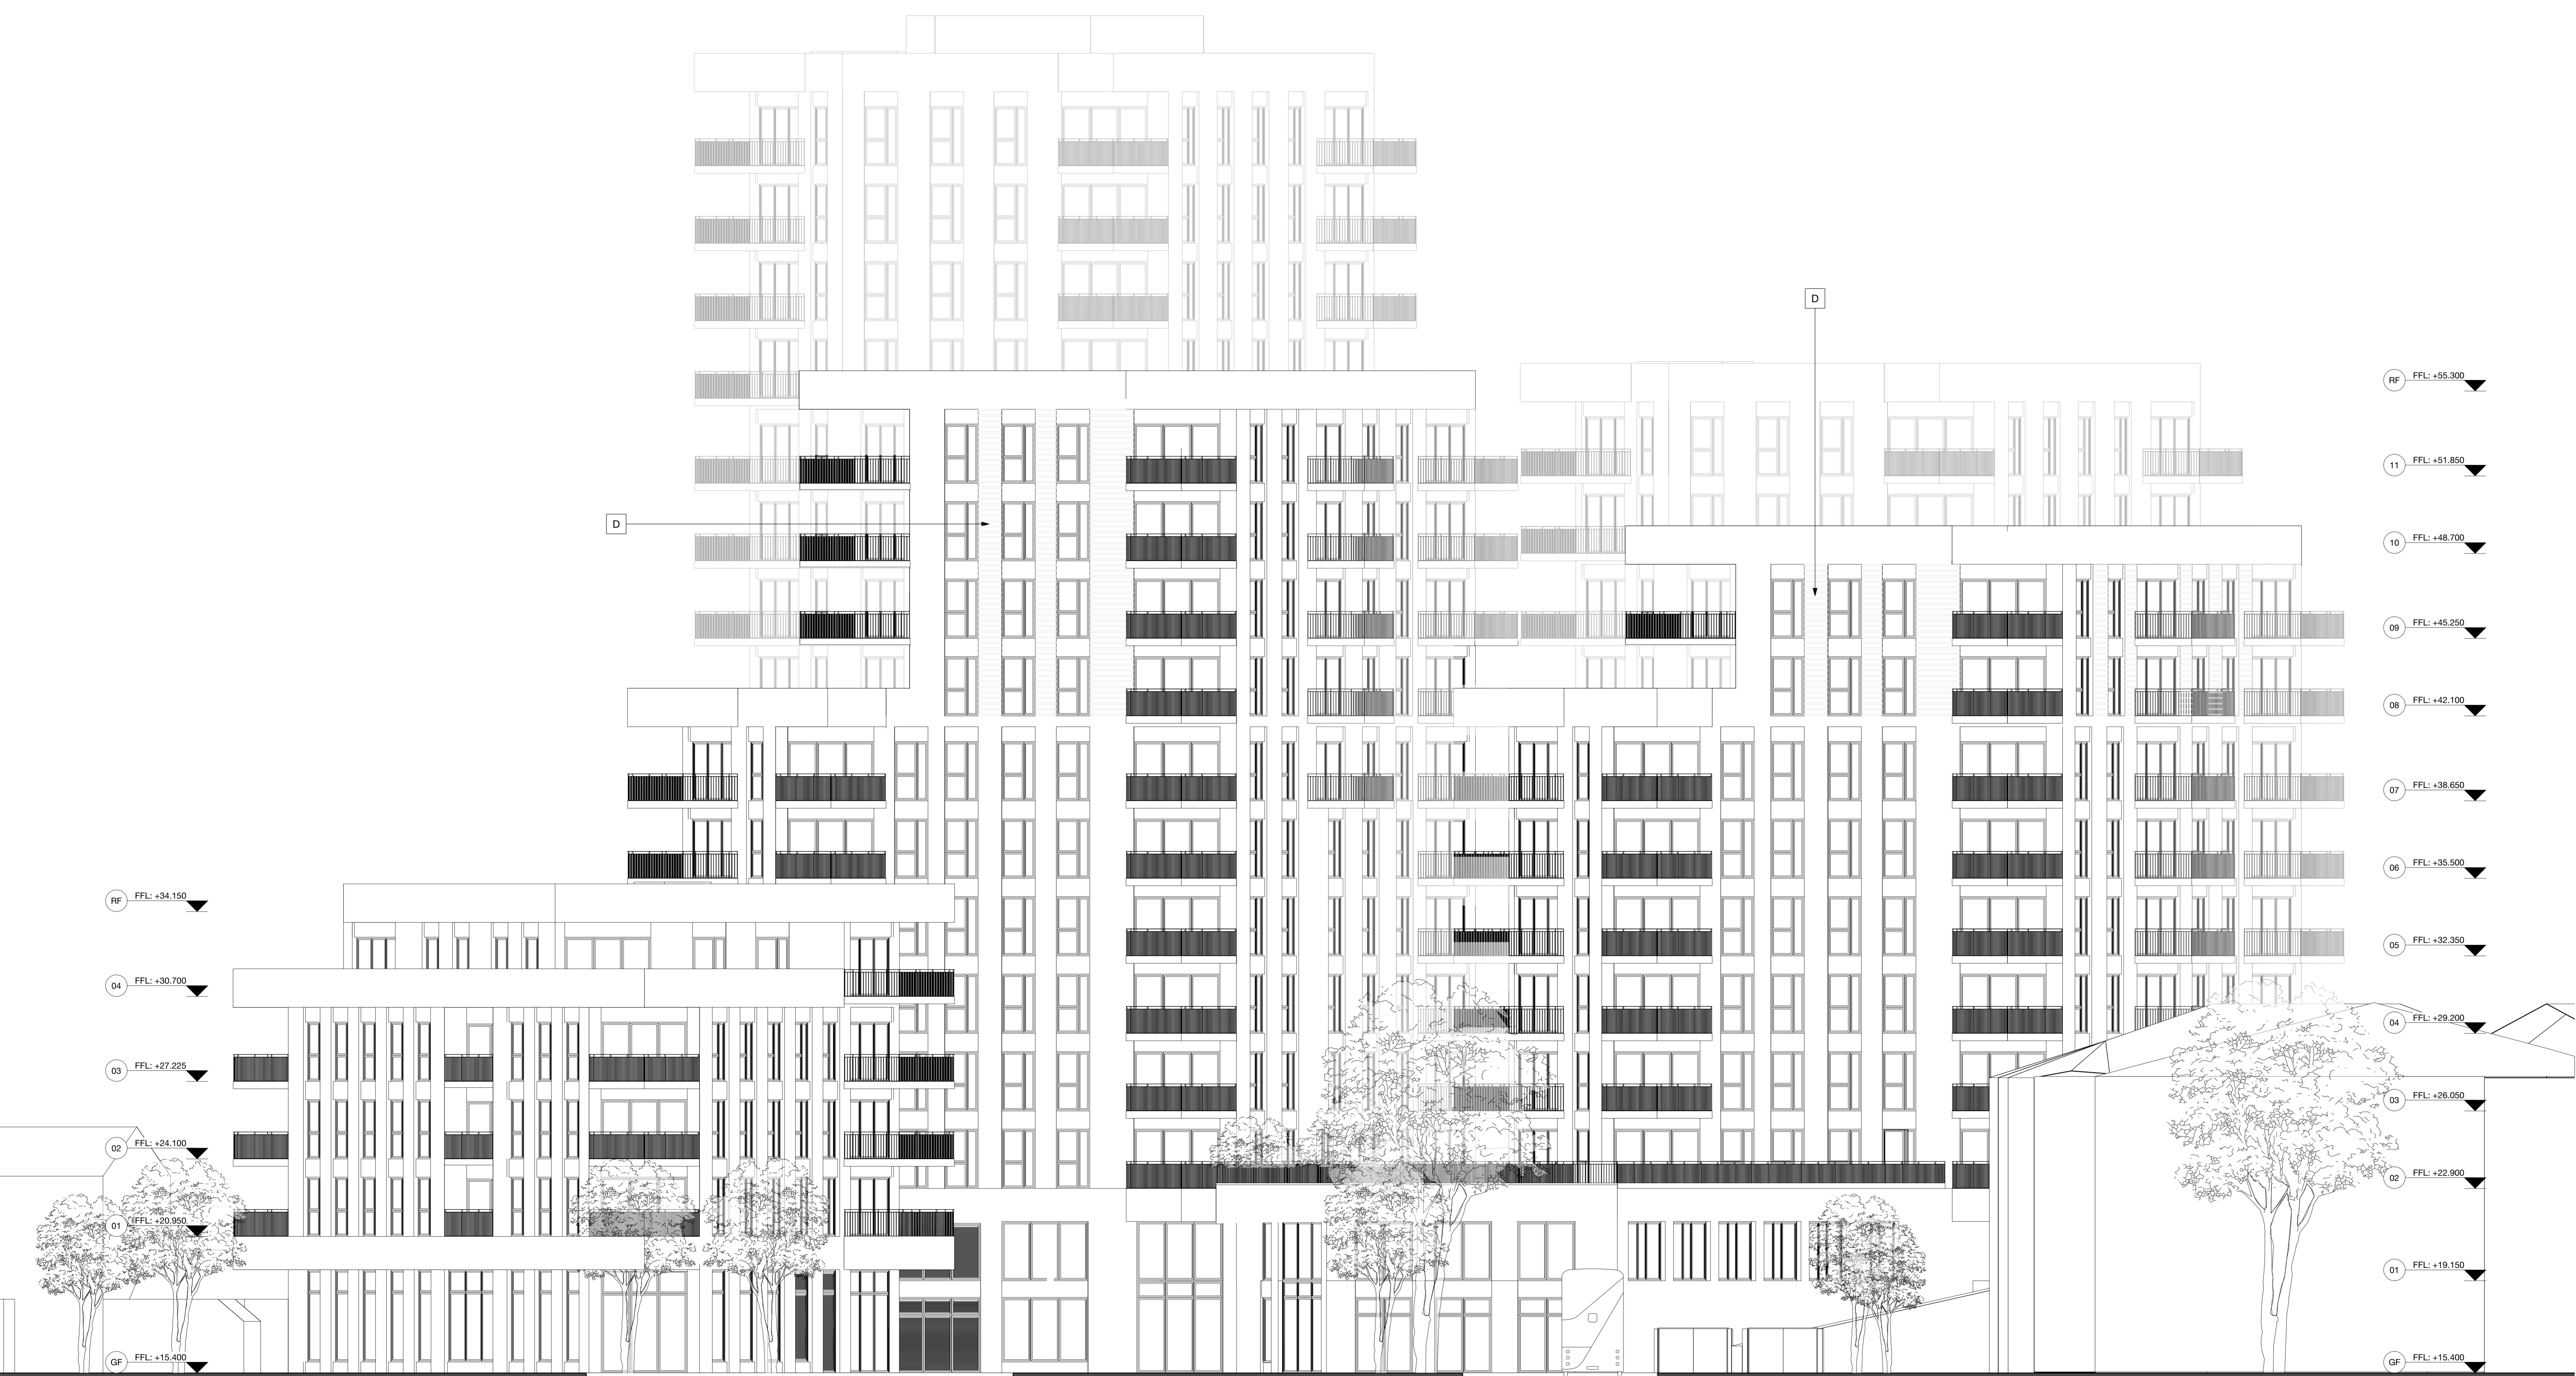 D
RF FFL: +55.300
11 FFL: +51.850
D
10 FFL: +48.700
09 FFL: +45.250
08 FFL: +42.100
07 FFL: +38.650
06 FFL: +35.500
RF FFL: +34.150
05 FFL: +32.350
04 FFL: +30.700
04 FFL: +29.200
03 FFL: +27.225
03 FFL: +26.050
02 FFL: +24.100
02 FFL: +22.900
01 FFL: +20.950
01 FFL: +19.150
GF FFL: +15.400
GF FFL: +15.400